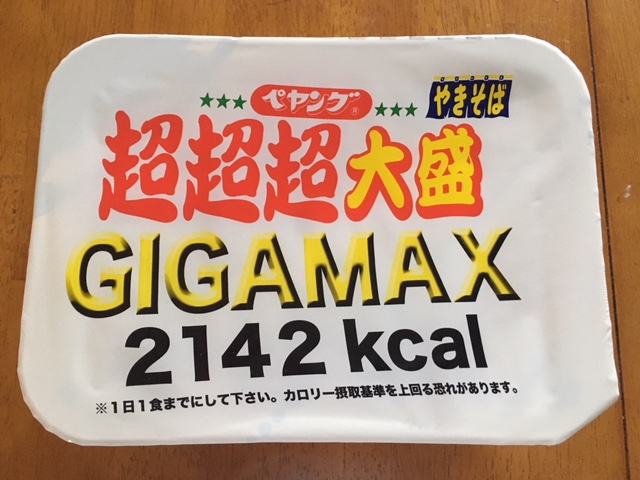 ペヤング® やきそば
超超超大盛
GIGAMAX
2142 kcal
※1日1食までにして下さい。カロリー摂取基準を上回る恐れがあります。